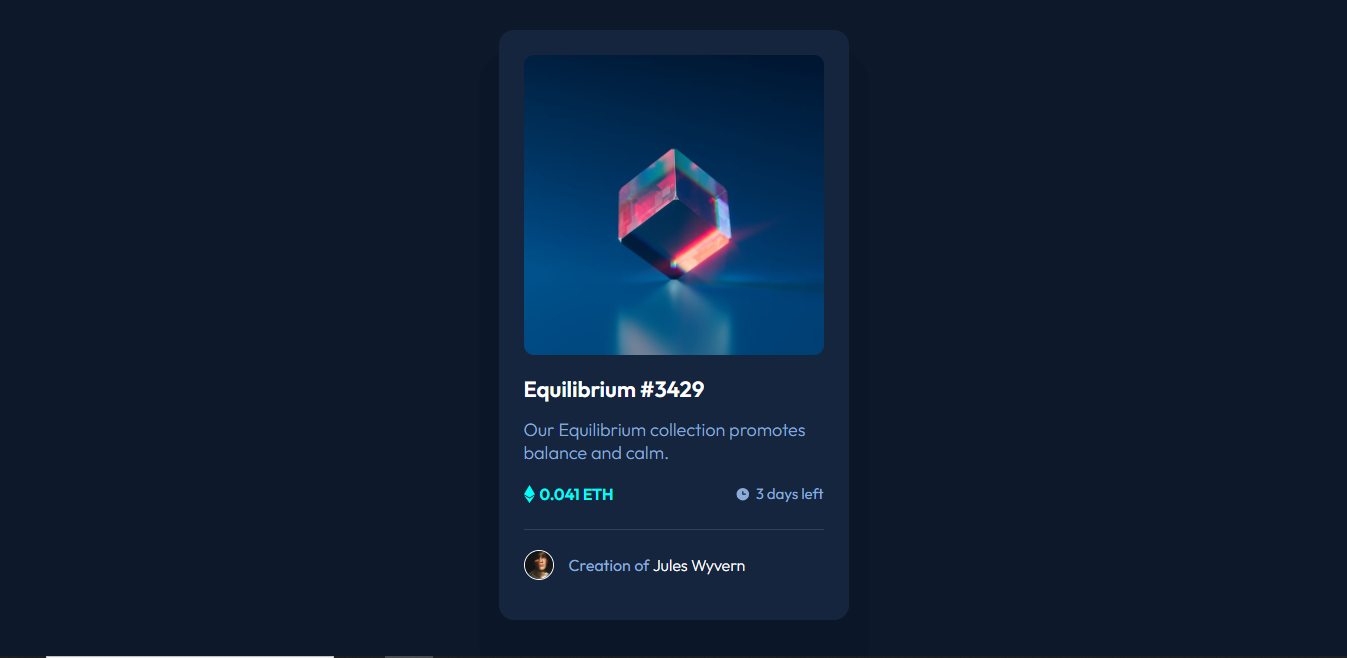 Equilibrium #3429
Our Equilibrium collection promotes
balance and calm.
0.041 ETH
3 days left
Creation of Jules Wyvern